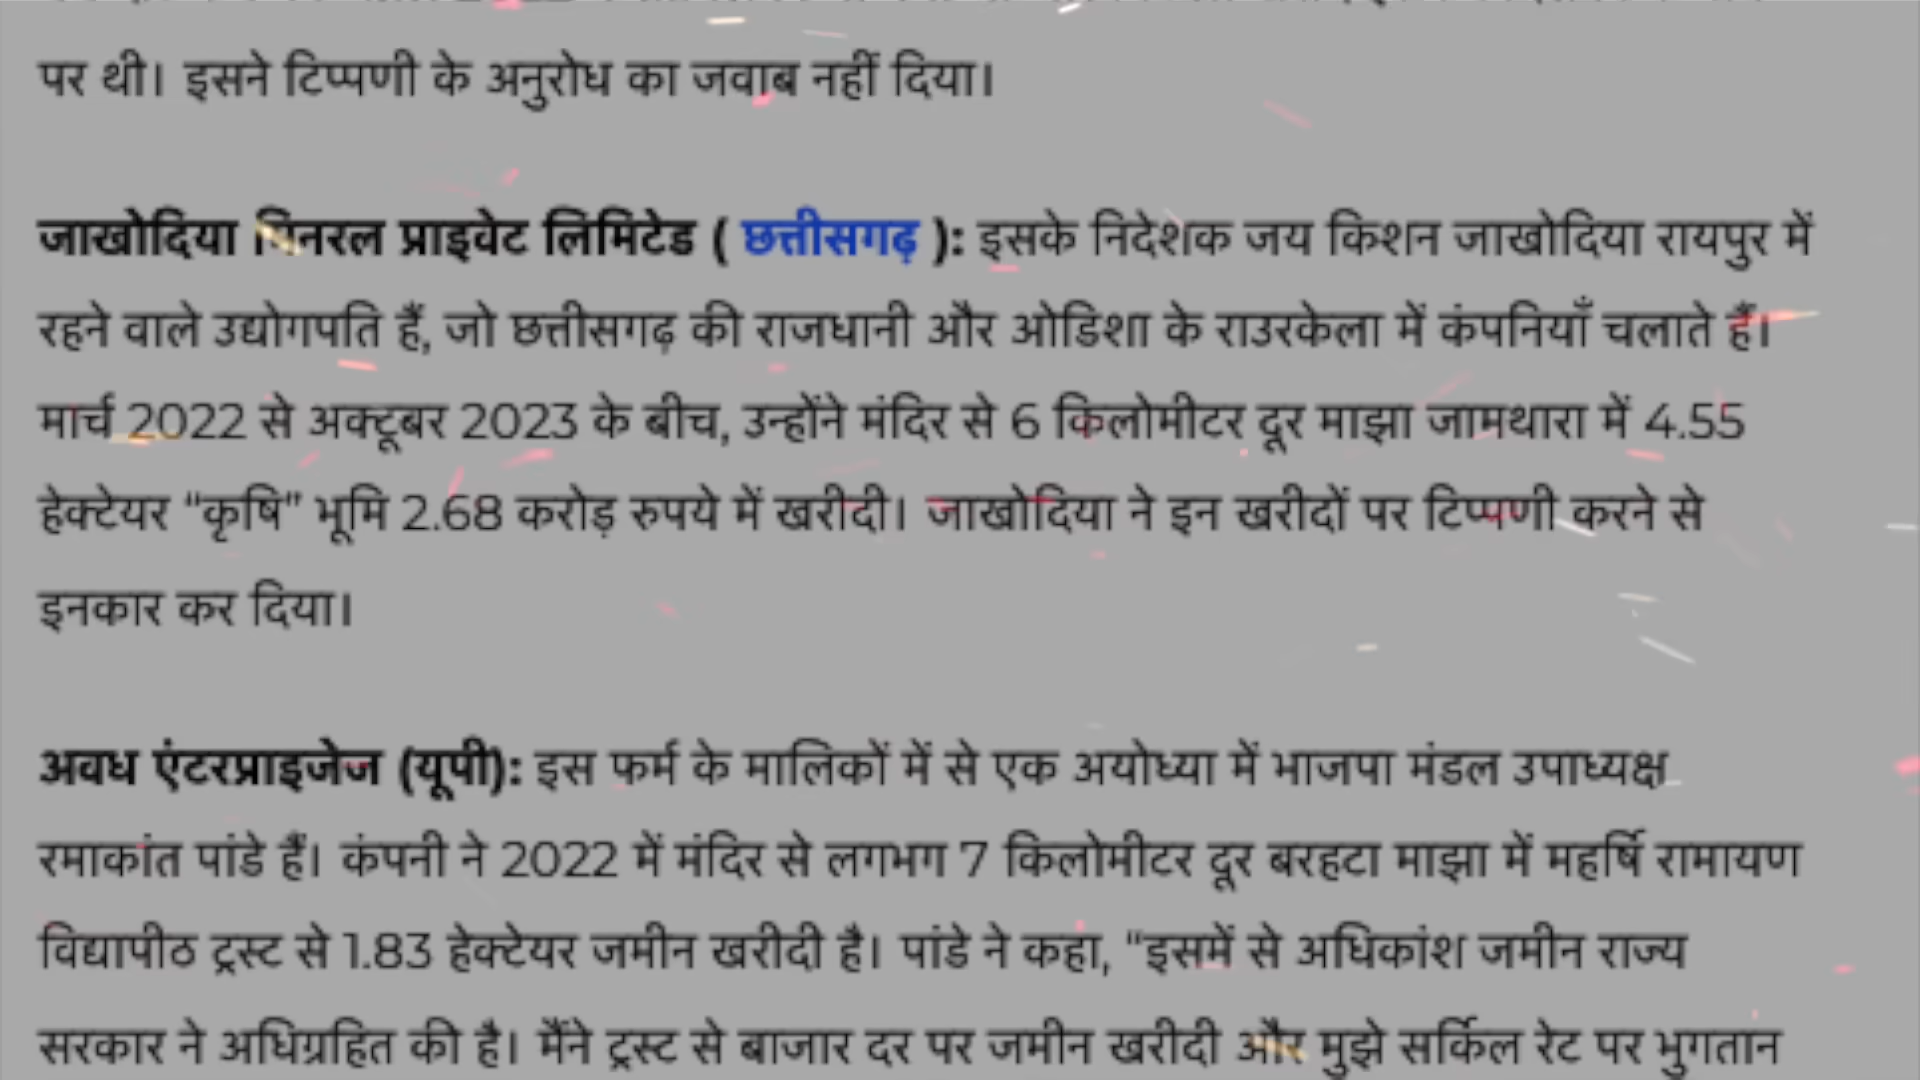 पर थी। इसने टिप्पणी के अनुरोध का जवाब नहीं दिया।
जाखोदिया मिनरल प्राइवेट लिमिटेड ( छत्तीसगढ़ ): इसके निदेशक जय किशन जाखोदिया रायपुर में
रहने वाले उद्योगपति हैं, जो छत्तीसगढ़ की राजधानी और ओडिशा के राउरकेला में कंपनियाँ चलाते हैं।
मार्च 2022 से अक्टूबर 2023 के बीच, उन्होंने मंदिर से 6 किलोमीटर दूर माझा जामथारा में 4.55
हेक्टेयर “कृषि” भूमि 2.68 करोड़ रुपये में खरीदी। जाखोदिया ने इन खरीदों पर टिप्पणी करने से
इनकार कर दिया।
अवध एंटरप्राइजेज (यूपी): इस फर्म के मालिकों में से एक अयोध्या में भाजपा मंडल उपाध्यक्ष
रमाकांत पांडे हैं। कंपनी ने 2022 में मंदिर से लगभग 7 किलोमीटर दूर बरहटा माझा में महर्षि रामायण
विद्यापीठ ट्रस्ट से 1.83 हेक्टेयर जमीन खरीदी है। पांडे ने कहा, “इसमें से अधिकांश जमीन राज्य
सरकार ने अधिग्रहित की है। मैंने ट्रस्ट से बाजार दर पर जमीन खरीदी और मुझे सर्किल रेट पर भुगतान